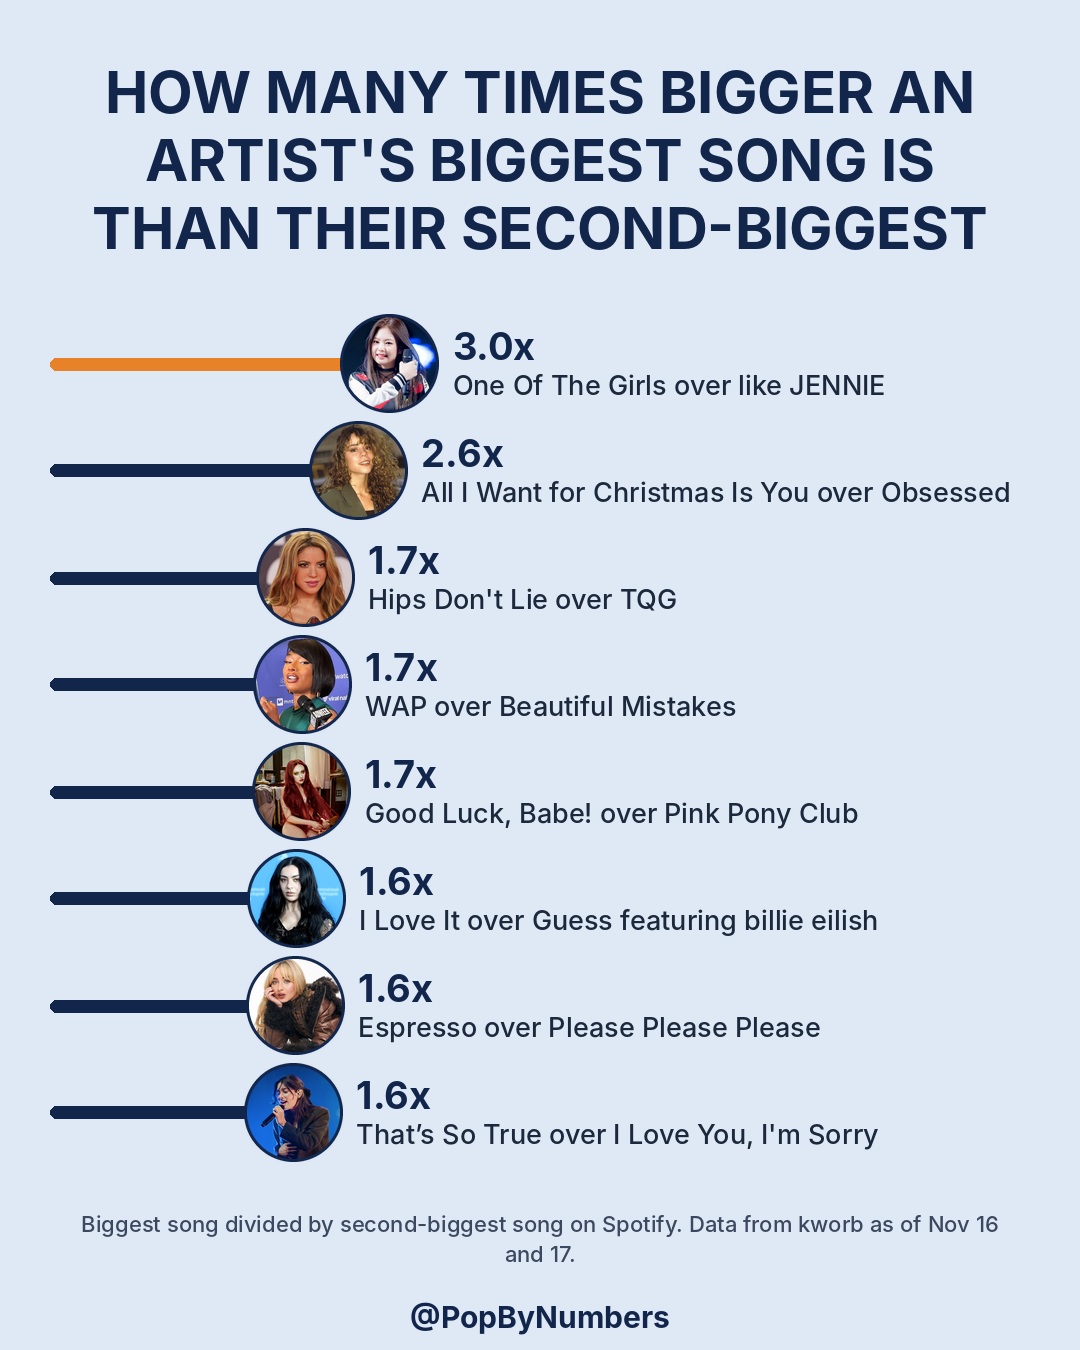 HOW MANY TIMES BIGGER AN
ARTIST'S BIGGEST SONG IS
THAN THEIR SECOND-BIGGEST
3.0x
One Of The Girls over like JENNIE
2.6x
All I Want for Christmas Is You over Obsessed
1.7x
Hips Don't Lie over TQG
1.7x
WAP over Beautiful Mistakes
1.7x
Good Luck, Babe! over Pink Pony Club
1.6x
I Love It over Guess featuring billie eilish
1.6x
Espresso over Please Please Please
1.6x
That’s So True over I Love You, I'm Sorry
Biggest song divided by second-biggest song on Spotify. Data from kworb as of Nov 16
and 17.
@PopByNumbers